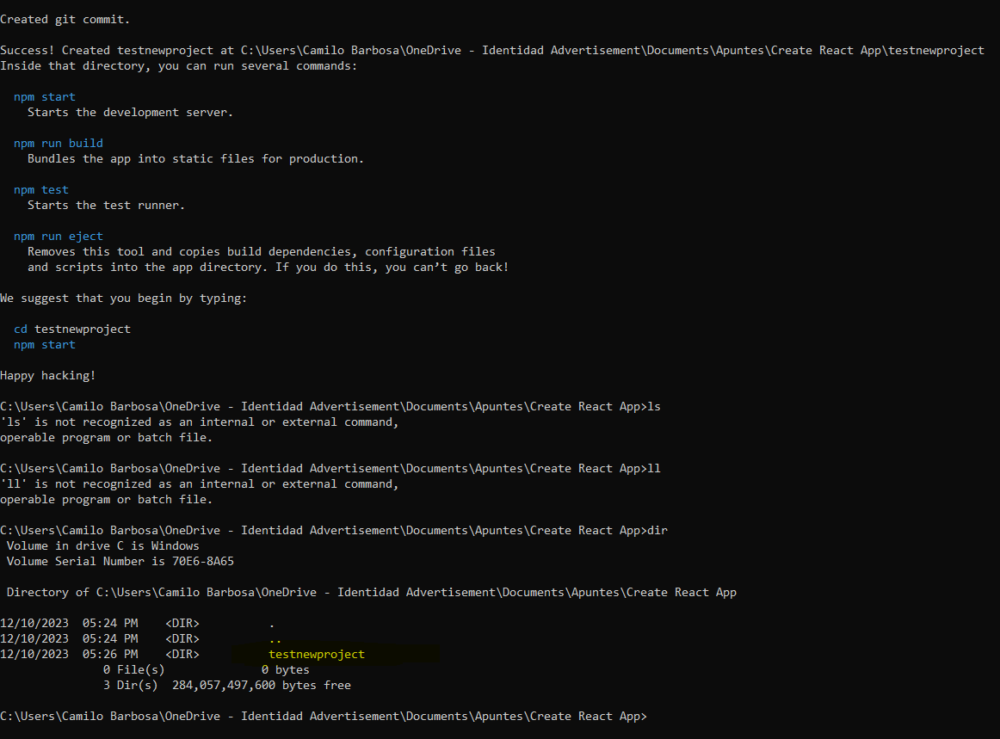 Created git commit.
Success! Created testnewproject at C:\Users\Camilo Barbosa\OneDrive - Identidad Advertisement\Documents\Apuntes\Create React App\testnewproject
Inside that directory, you can run several commands:
npm start
Starts the development server.
npm run build
Bundles the app into static files for production.
npm test
Starts the test runner.
npm run eject
Removes this tool and copies build dependencies, configuration files
and scripts into the app directory. If you do this, you can’t go back!
We suggest that you begin by typing:
cd testnewproject
npm start
Happy hacking!
C:\Users\Camilo Barbosa\OneDrive - Identidad Advertisement\Documents\Apuntes\Create React App>ls
'ls' is not recognized as an internal or external command,
operable program or batch file.
C:\Users\Camilo Barbosa\OneDrive - Identidad Advertisement\Documents\Apuntes\Create React App>ll
'll' is not recognized as an internal or external command,
operable program or batch file.
C:\Users\Camilo Barbosa\OneDrive - Identidad Advertisement\Documents\Apuntes\Create React App>dir
Volume in drive C is Windows
Volume Serial Number is 70E6-8A65
Directory of C:\Users\Camilo Barbosa\OneDrive - Identidad Advertisement\Documents\Apuntes\Create React App
12/10/2023  05:24 PM    <DIR>          .
12/10/2023  05:24 PM    <DIR>          ..
12/10/2023  05:26 PM    <DIR>          testnewproject
0 File(s)              0 bytes
3 Dir(s)  284,057,497,600 bytes free
C:\Users\Camilo Barbosa\OneDrive - Identidad Advertisement\Documents\Apuntes\Create React App>